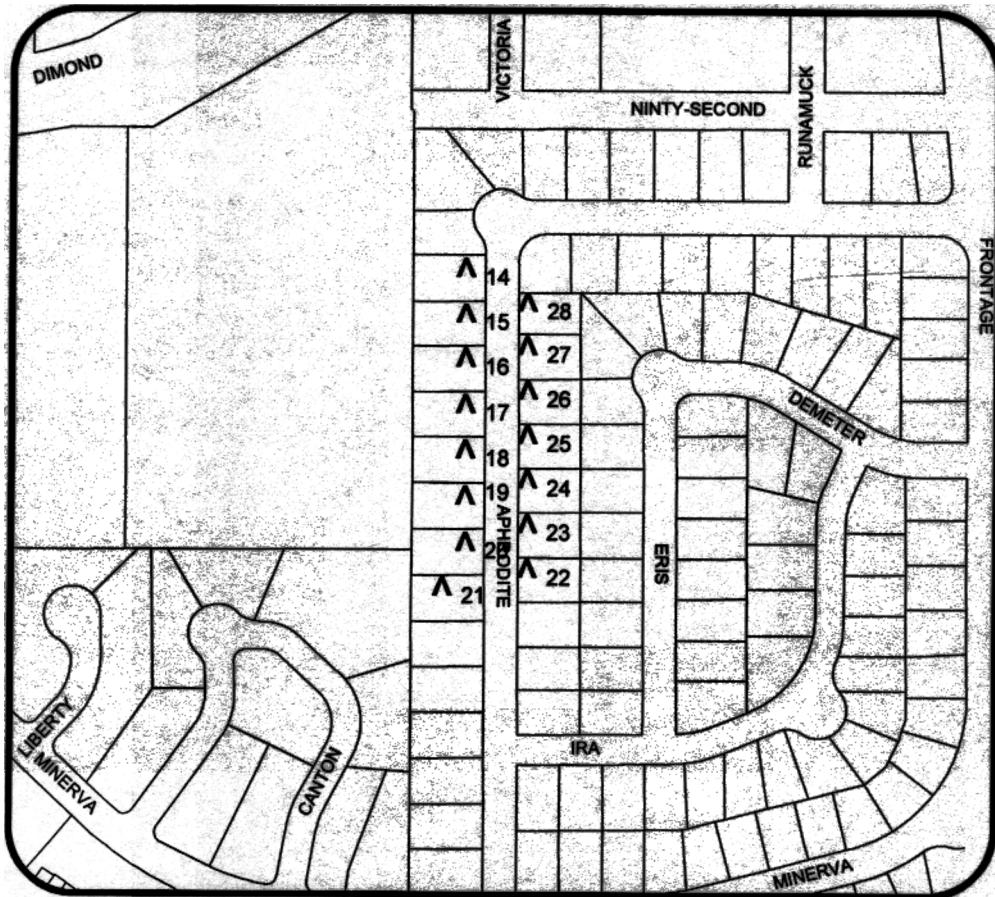 VICTORIA
DIMOND
NINTY-SECOND
RUNAMUCK
FRONTAGE
14
28
15
27
16
26
DEMETER
17
25
18
24
19
APHRODITE
23
20
ERIS
22
21
LIBERTY
IRA
MINERVA
CANTON
MINERVA